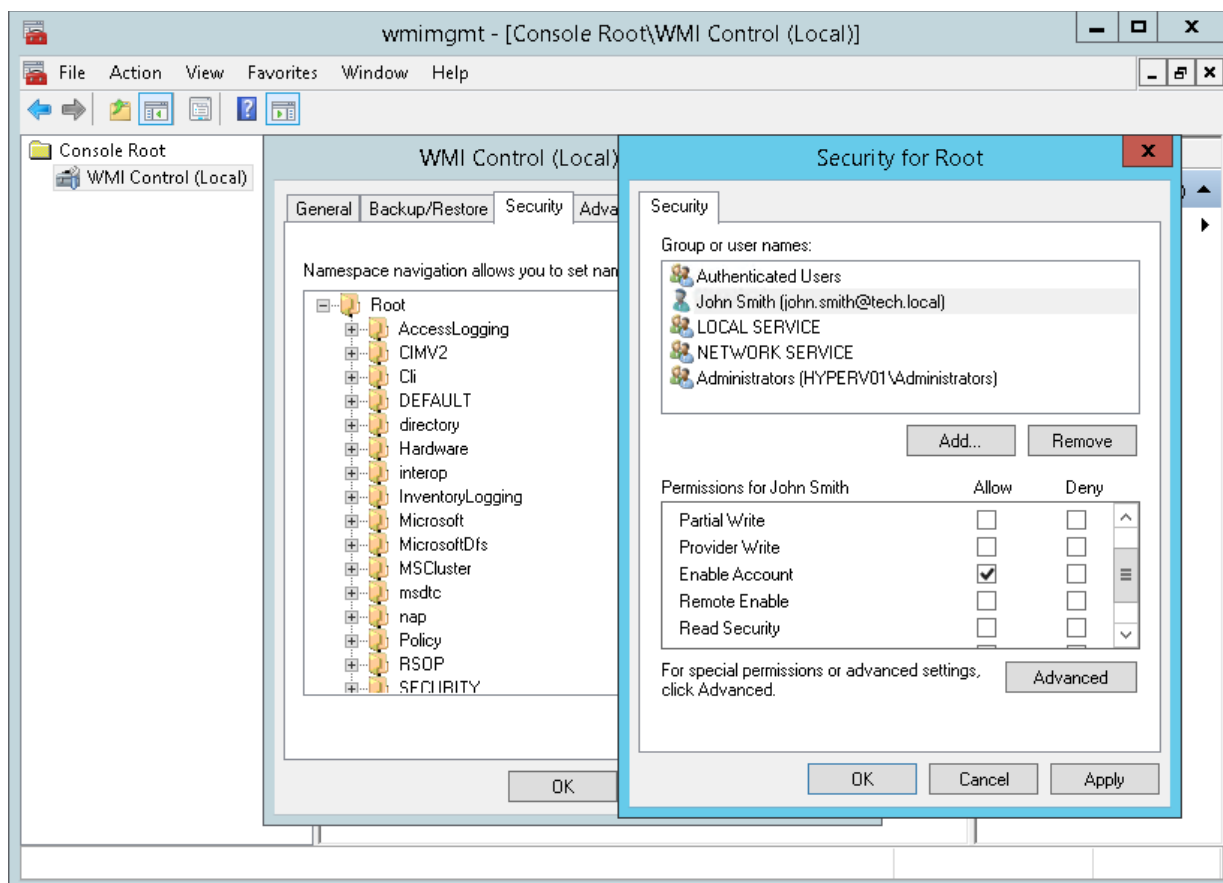 wmimgmt - [Console Root\WMI Control (Local)]
File Action View Favorites Window Help
Console Root
WMI Control (Local)
WMI Control (Local)
General Backup/Restore Security Adva
Namespace navigation allows you to set nam
Root
AccessLogging
CIMV2
Cli
DEFAULT
directory
Hardware
interop
InventoryLogging
Microsoft
MicrosoftDfs
MSCluster
msdtc
nap
Policy
RSOP
SECURITY
OK
Security for Root
Security
Group or user names:
Authenticated Users
John Smith (john.smith@tech.local)
LOCAL SERVICE
NETWORK SERVICE
Administrators (HYPERV01\Administrators)
Add... Remove
Permissions for John Smith Allow Deny
Partial Write
Provider Write
Enable Account
Remote Enable
Read Security
For special permissions or advanced settings,
click Advanced.
Advanced
OK Cancel Apply